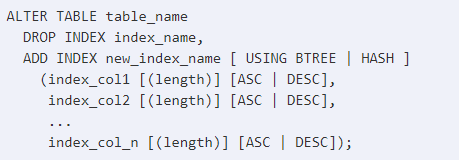 ALTER TABLE table_name
  DROP INDEX index_name,
  ADD INDEX new_index_name [ USING BTREE | HASH ]
    (index_col1 [(length)] [ASC | DESC],
     index_col2 [(length)] [ASC | DESC],
     ...
     index_col_n [(length)] [ASC | DESC]);